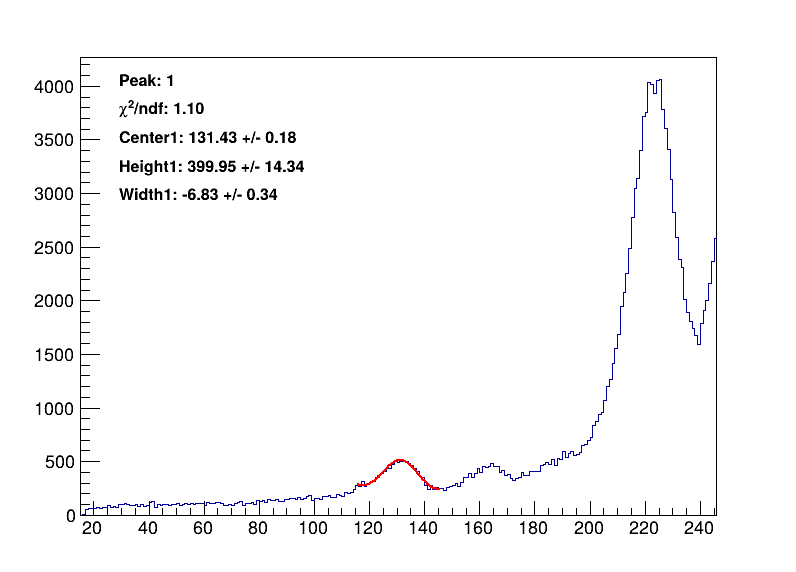 Peak: 1
χ²/ndf: 1.10
Center1: 131.43 +/- 0.18
Height1: 399.95 +/- 14.34
Width1: -6.83 +/- 0.34
4000
3500
3000
2500
2000
1500
1000
500
0
20 40 60 80 100 120 140 160 180 200 220 240